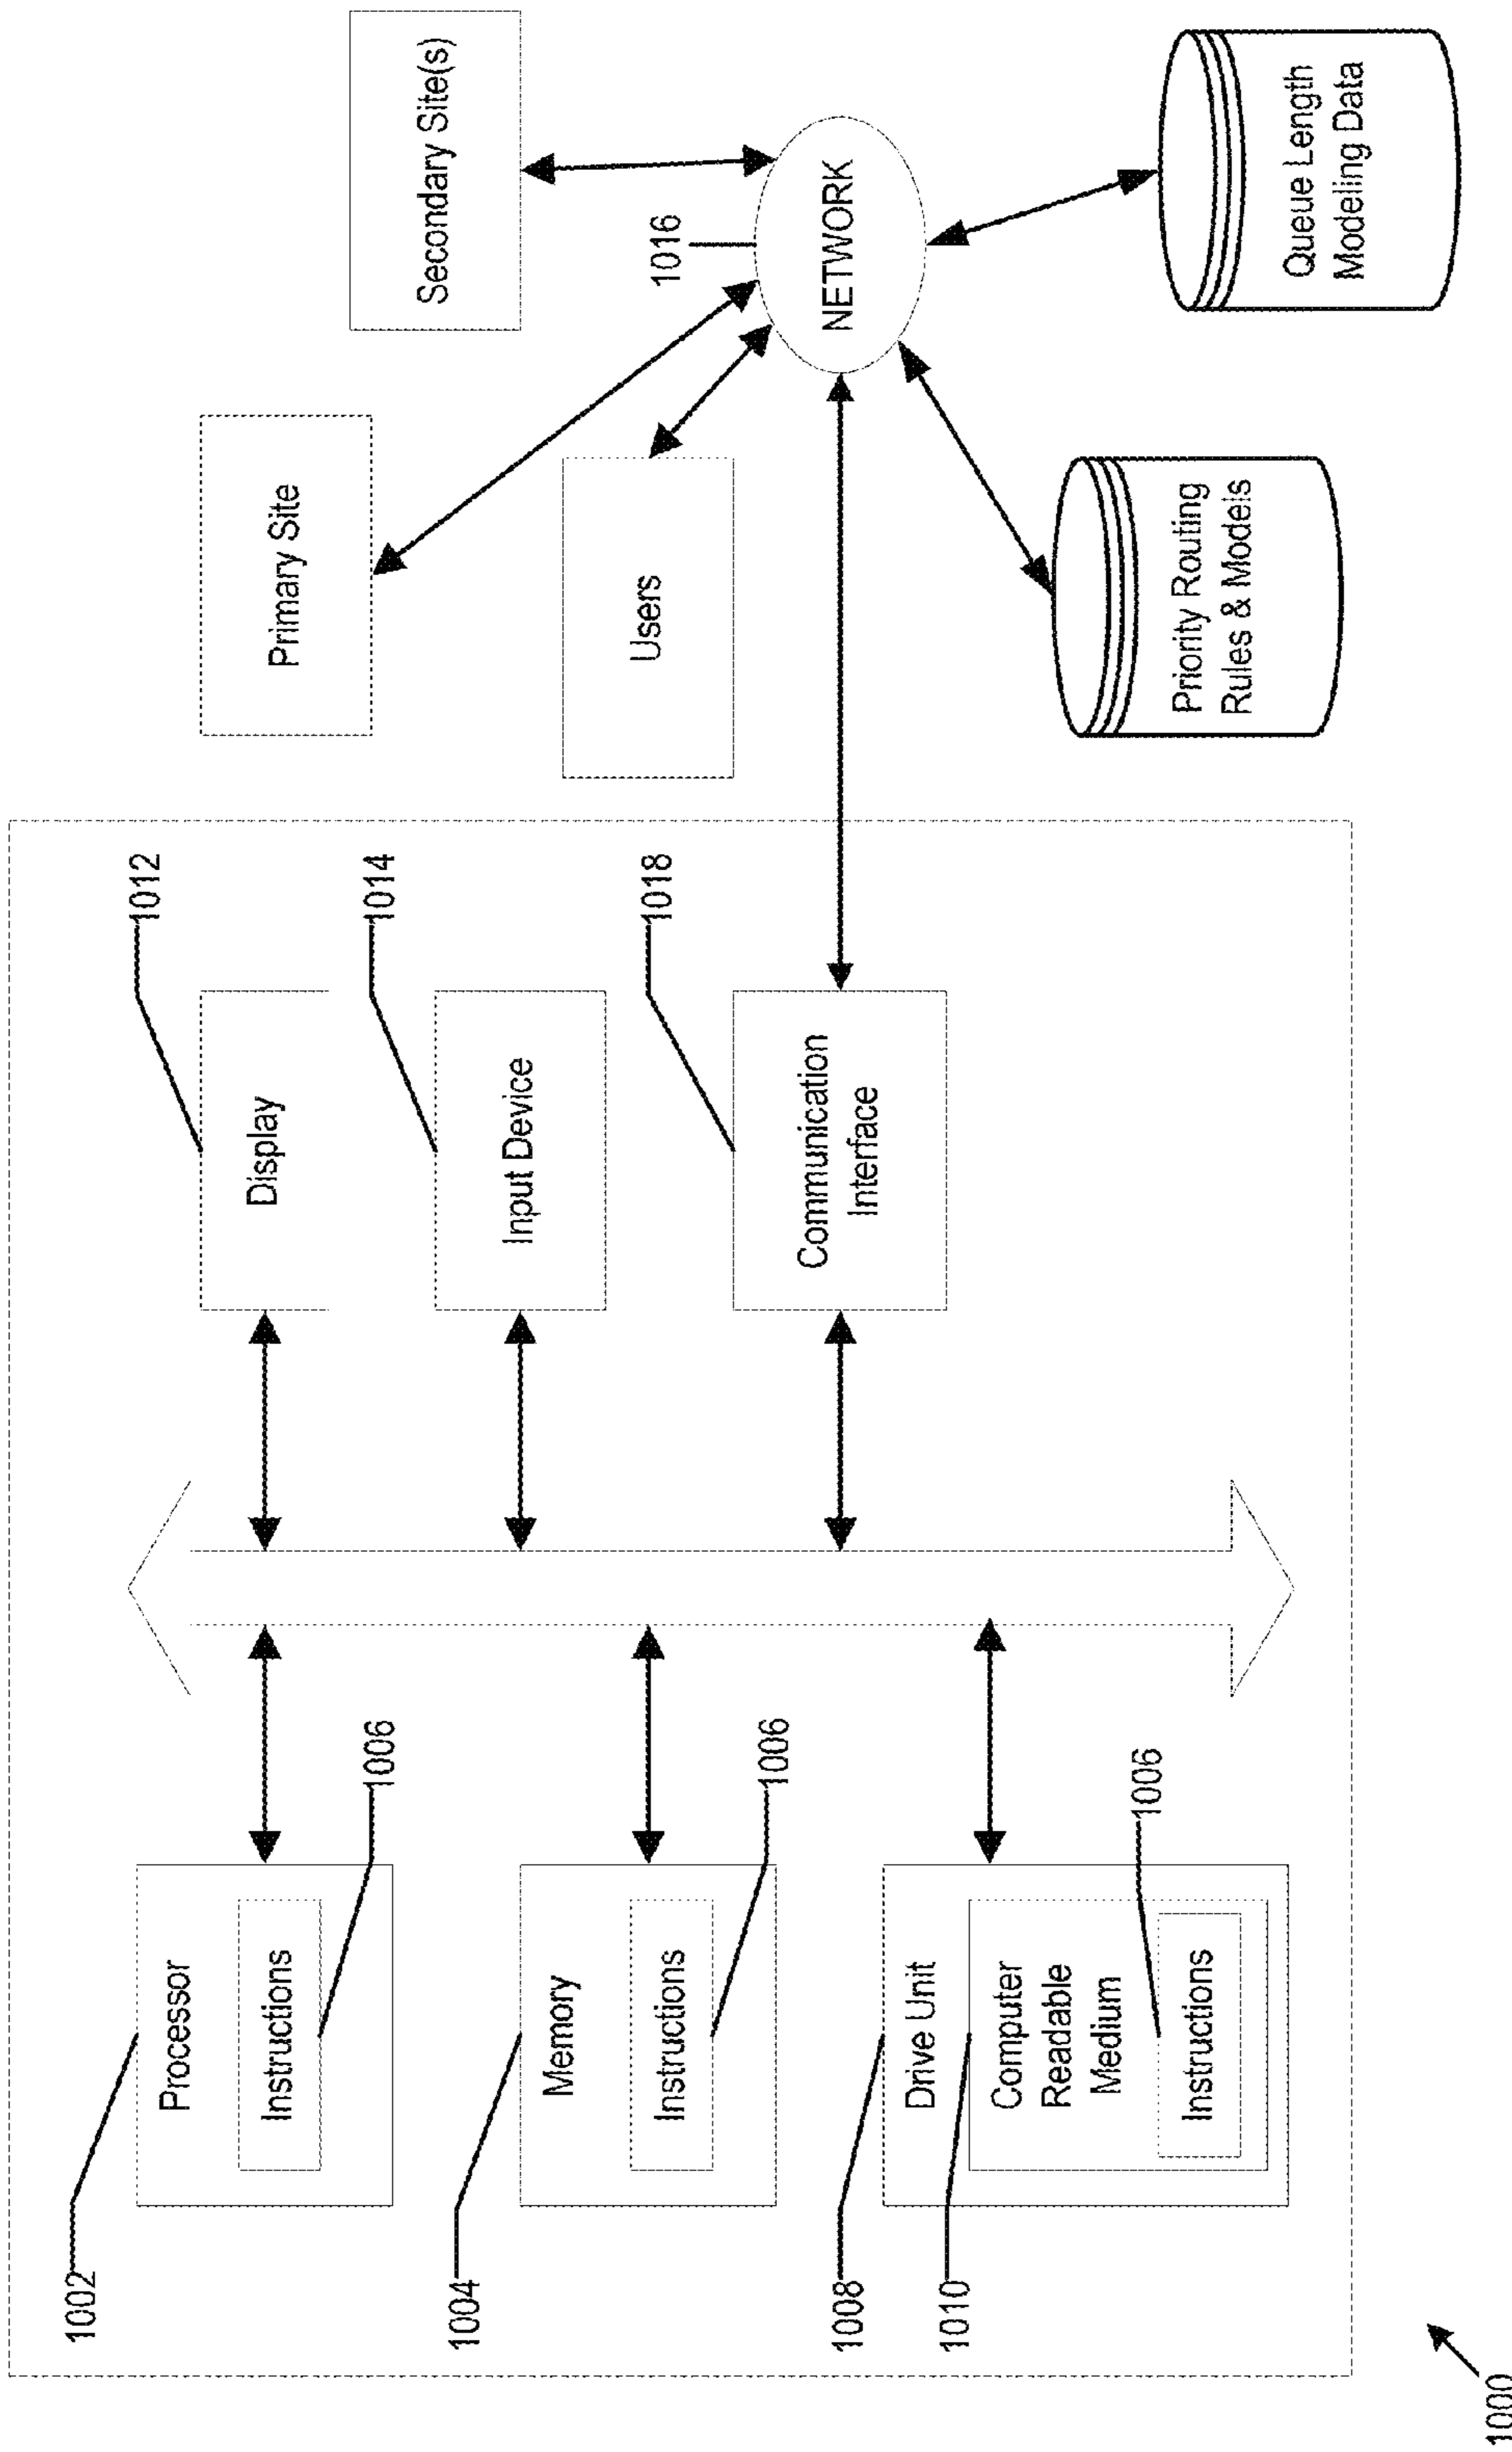 1002
Processor
Instructions
1006
1004
Memory
Instructions
1006
1008
Drive Unit
1010
Computer
Readable
Medium
1006
Instructions
1012
Display
1014
Input Device
1018
Communication
Interface
Primary Site
Secondary Site(s)
Users
1016
NETWORK
Priority Routing
Rules & Models
Queue Length
Modeling Data
1000